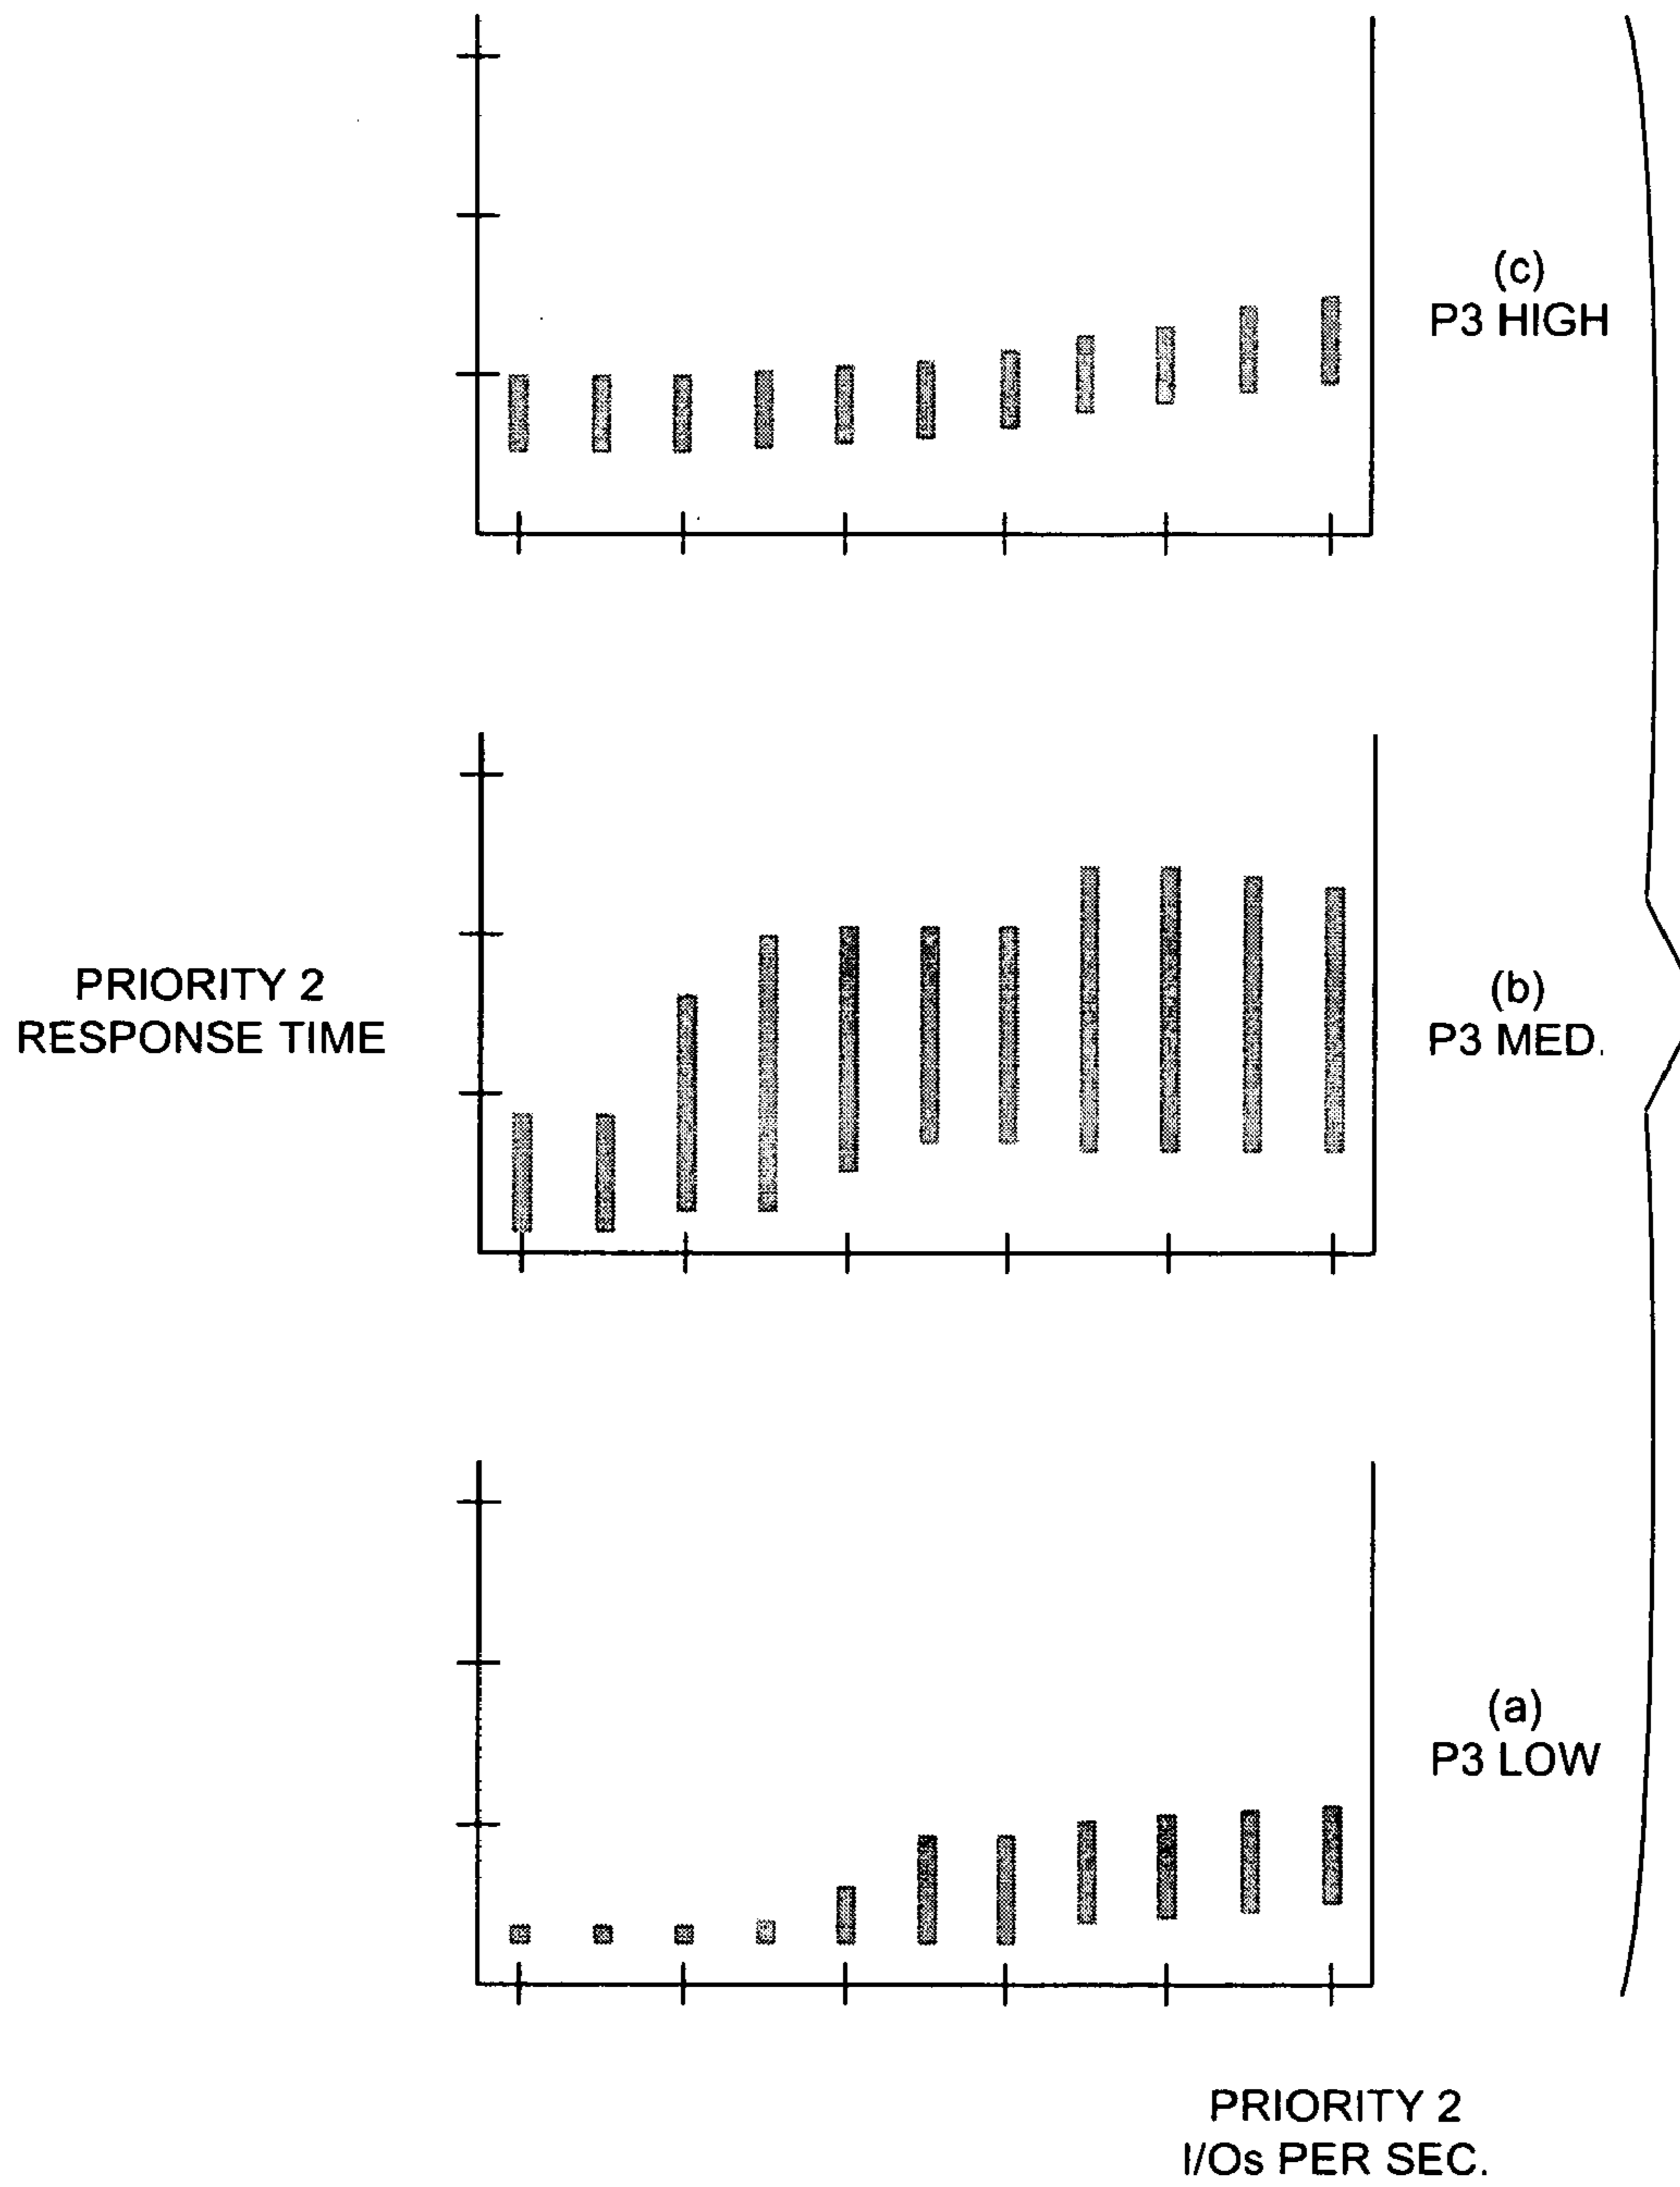 (c)
P3 HIGH
PRIORITY 2
RESPONSE TIME
(b)
P3 MED.
(a)
P3 LOW
PRIORITY 2
I/Os PER SEC.